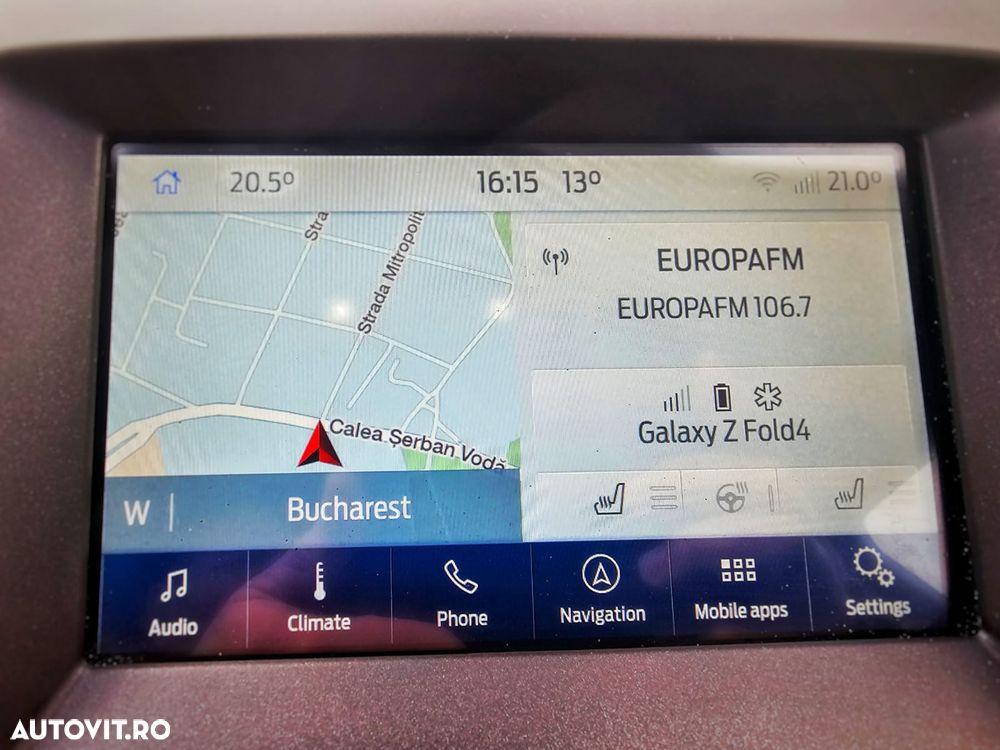 20.5°
16:15
13°
21.0°
Stra
Strada Mitropolit
Calea Șerban Vodă
W
Bucharest
EUROPAFM
EUROPAFM 106.7
Galaxy Z Fold4
Audio
Climate
Phone
Navigation
Mobile apps
Settings
AUTOVIT.RO